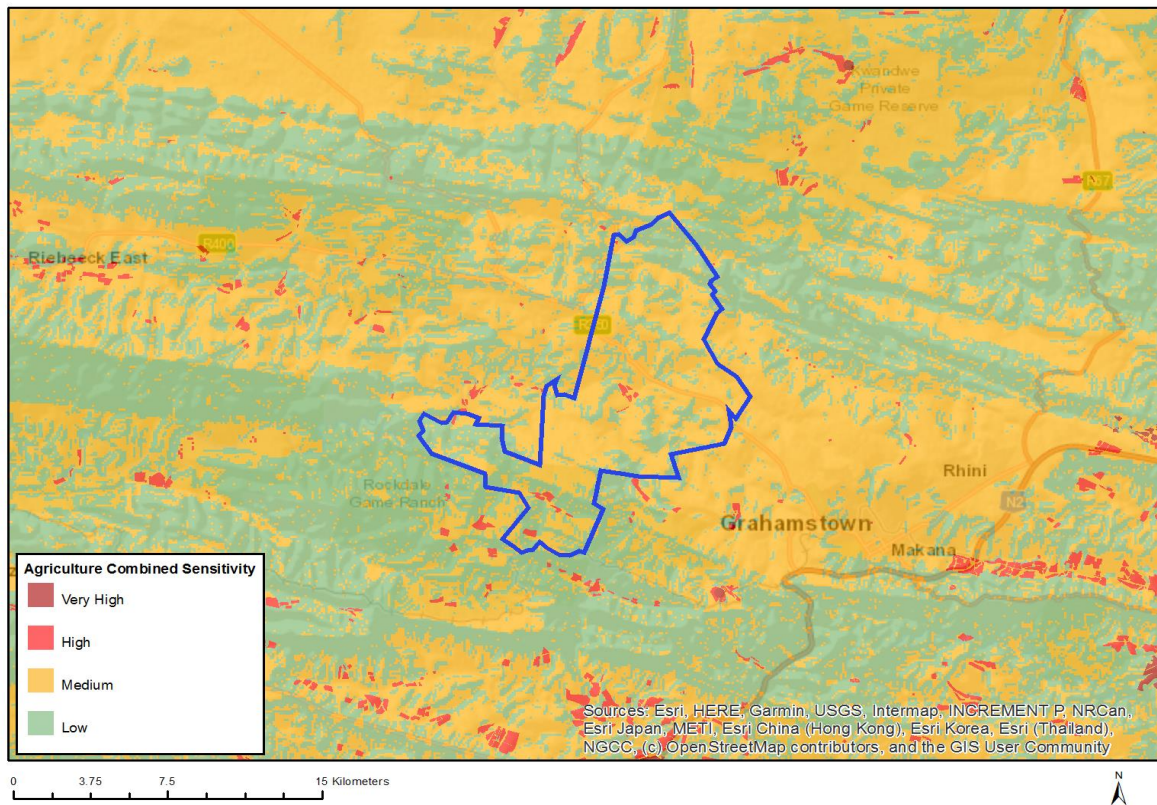 Kwandwe
Private
Game Reserve
R67
R400
Riebeeck East
Rockdale
Game Ranch
Rhini
N2
Grahamstown
Makana
Agriculture Combined Sensitivity
Very High
High
Medium
Low
Sources: Esri, HERE, Garmin, USGS, Intermap, INCREMENT P, NRCan,
Esri Japan, METI, Esri China (Hong Kong), Esri Korea, Esri (Thailand),
NGCC, (c) OpenStreetMap contributors, and the GIS User Community
0 3.75 7.5 15 Kilometers
N